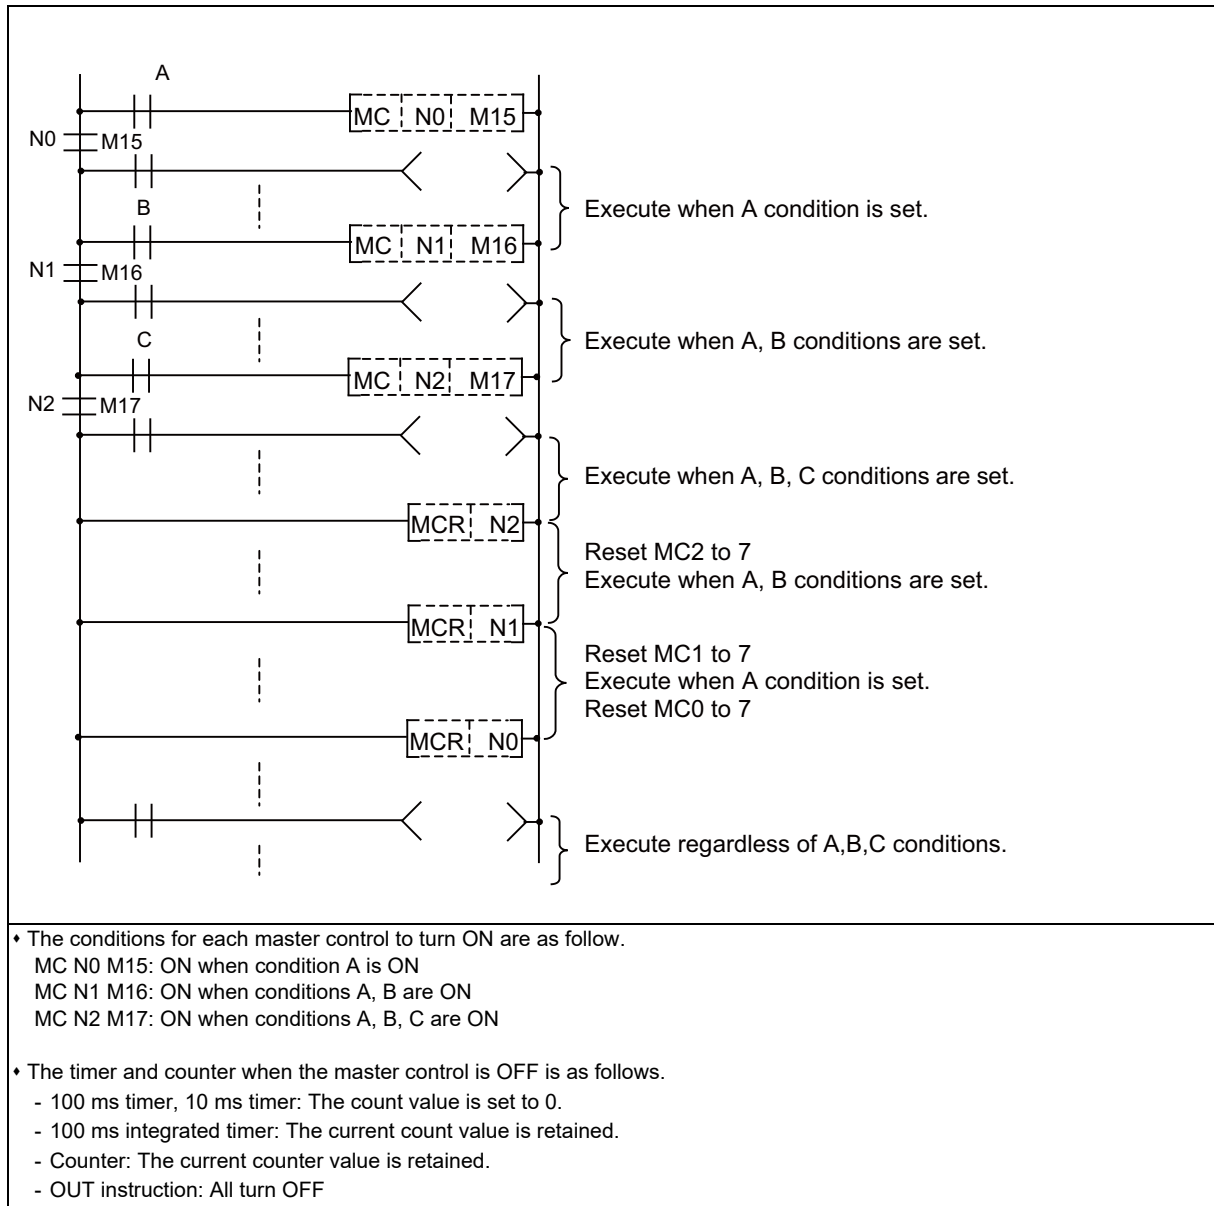 A
MC N0 M15
N0 M15
Execute when A condition is set.
B
MC N1 M16
N1 M16
Execute when A, B conditions are set.
C
MC N2 M17
N2 M17
Execute when A, B, C conditions are set.
MCR N2
Reset MC2 to 7
Execute when A, B conditions are set.
MCR N1
Reset MC1 to 7
Execute when A condition is set.
Reset MC0 to 7
MCR N0
Execute regardless of A,B,C conditions.
♦ The conditions for each master control to turn ON are as follow.
MC N0 M15: ON when condition A is ON
MC N1 M16: ON when conditions A, B are ON
MC N2 M17: ON when conditions A, B, C are ON
♦ The timer and counter when the master control is OFF is as follows.
- 100 ms timer, 10 ms timer: The count value is set to 0.
- 100 ms integrated timer: The current count value is retained.
- Counter: The current counter value is retained.
- OUT instruction: All turn OFF